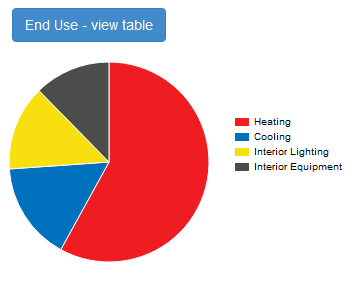 End Use - view table
Heating
Cooling
Interior Lighting
Interior Equipment